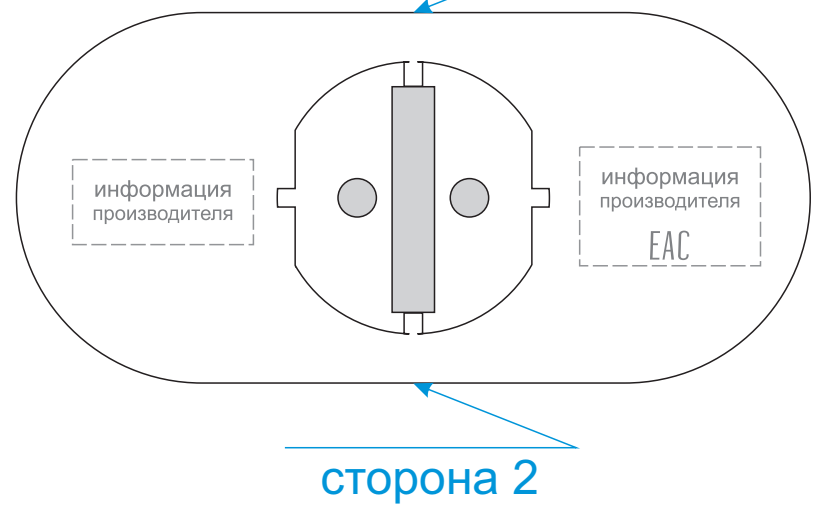 информация
производителя
информация
производителя
EAC
сторона 2